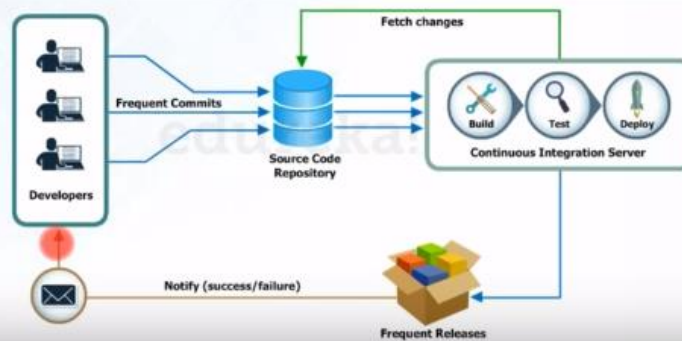 Fetch changes
Frequent Commits
Build
Test
Deploy
Source Code
Repository
Continuous Integration Server
Developers
Notify (success/failure)
Frequent Releases